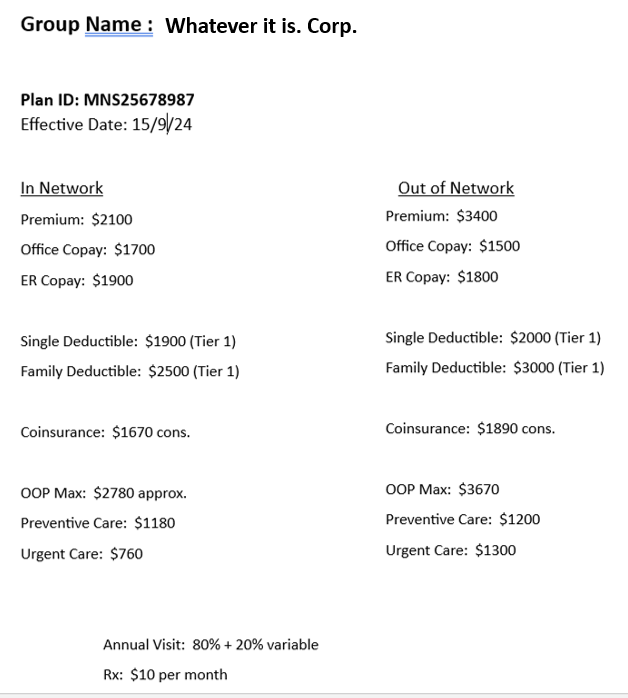 Group Name : Whatever it is. Corp.
Plan ID: MNS25678987
Effective Date: 15/9/24
In Network
Premium: $2100
Office Copay: $1700
ER Copay: $1900
Single Deductible: $1900 (Tier 1)
Family Deductible: $2500 (Tier 1)
Coinsurance: $1670 cons.
OOP Max: $2780 approx.
Preventive Care: $1180
Urgent Care: $760
Out of Network
Premium: $3400
Office Copay: $1500
ER Copay: $1800
Single Deductible: $2000 (Tier 1)
Family Deductible: $3000 (Tier 1)
Coinsurance: $1890 cons.
OOP Max: $3670
Preventive Care: $1200
Urgent Care: $1300
Annual Visit: 80% + 20% variable
Rx: $10 per month